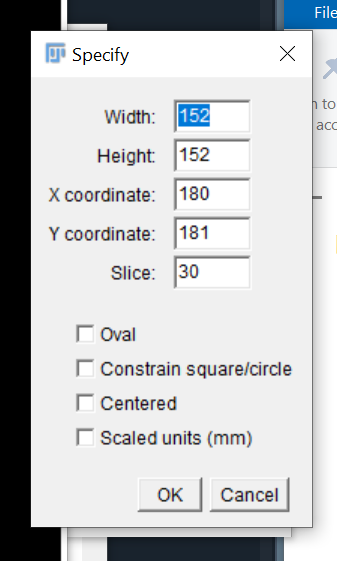 File
Specify
Width: 152
n to
Height: 152
acc
X coordinate: 180
Y coordinate: 181
Slice: 30
Oval
Constrain square/circle
Centered
Scaled units (mm)
OK Cancel